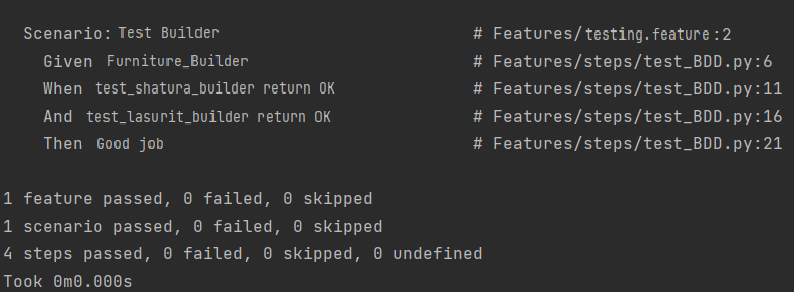 Scenario: Test Builder # Features/testing.feature:2
Given Furniture_Builder # Features/steps/test_BDD.py:6
When test_shatura_builder return OK # Features/steps/test_BDD.py:11
And test_lasurit_builder return OK # Features/steps/test_BDD.py:16
Then Good job # Features/steps/test_BDD.py:21
1 feature passed, 0 failed, 0 skipped
1 scenario passed, 0 failed, 0 skipped
4 steps passed, 0 failed, 0 skipped, 0 undefined
Took 0m0.000s